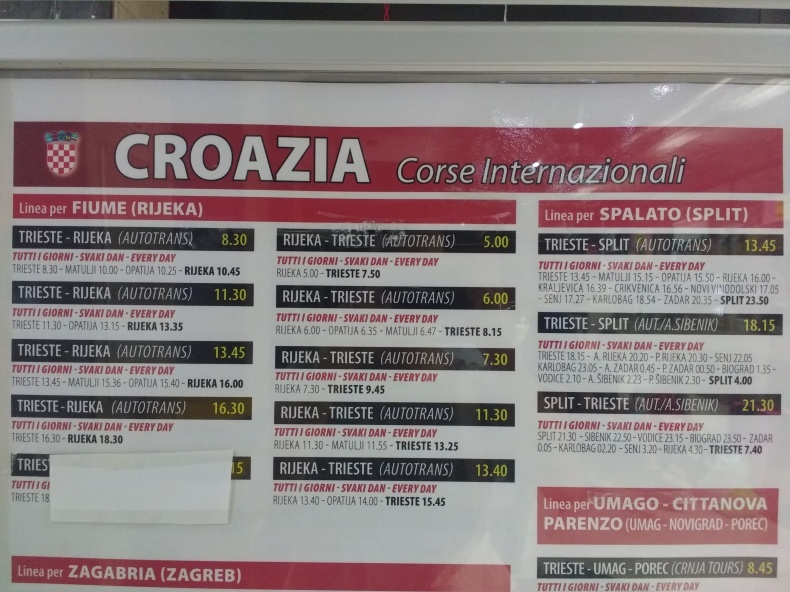 CROAZIA Corse Internazionali
Linea per FIUME (RIJEKA)
TRIESTE - RIJEKA (AUTOTRANS) 8.30
TUTTI I GIORNI - SVAKI DAN - EVERY DAY
TRIESTE 8.30 - MATULJI 10.00 - OPATIJA 10.25 - RIJEKA 10.45
TRIESTE - RIJEKA (AUTOTRANS) 11.30
TUTTI I GIORNI - SVAKI DAN - EVERY DAY
TRIESTE 11.30 - OPATIJA 13.15 - RIJEKA 13.35
TRIESTE - RIJEKA (AUTOTRANS) 13.45
TUTTI I GIORNI - SVAKI DAN - EVERY DAY
TRIESTE 13.45 - MATULJI 15.36 - OPATIJA 15.40 - RIJEKA 16.00
TRIESTE - RIJEKA (AUTOTRANS) 16.30
TUTTI I GIORNI - SVAKI DAN - EVERY DAY
TRIESTE 16.30 - RIJEKA 18.30
TRIES 15
TUTTI I G
TRIESTE 18
RIJEKA - TRIESTE (AUTOTRANS) 5.00
TUTTI I GIORNI - SVAKI DAN - EVERY DAY
RIJEKA 5.00 - TRIESTE 7.50
RIJEKA - TRIESTE (AUTOTRANS) 6.00
TUTTI I GIORNI - SVAKI DAN - EVERY DAY
RIJEKA 6.00 - OPATIJA 6.35 - MATULJI 6.47 - TRIESTE 8.15
RIJEKA - TRIESTE (AUTOTRANS) 7.30
TUTTI I GIORNI - SVAKI DAN - EVERY DAY
RIJEKA 7.30 - TRIESTE 9.45
RIJEKA - TRIESTE (AUTOTRANS) 11.30
TUTTI I GIORNI - SVAKI DAN - EVERY DAY
RIJEKA 11.30 - MATULJI 11.55 - TRIESTE 13.25
RIJEKA - TRIESTE (AUTOTRANS) 13.40
TUTTI I GIORNI - SVAKI DAN - EVERY DAY
RIJEKA 13.40 - OPATIJA 14.00 - TRIESTE 15.45
Linea per ZAGABRIA (ZAGREB)
Linea per SPALATO (SPLIT)
TRIESTE - SPLIT (AUTOTRANS) 13.45
TUTTI I GIORNI - SVAKI DAN - EVERY DAY
TRIESTE 13.45 - MATULJI 15.15 - OPATIJA 15.50 - RIJEKA 16.00 -
KRALJEVICA 16.39 - CRIKVENICA 16.56 - NOVI VINODOLSKI 17.05
- SENJ 17.27 - KARLOBAG 18.54 - ZADAR 20.35 - SPLIT 23.50
TRIESTE - SPLIT (AUT./A.SIBENIK) 18.15
TUTTI I GIORNI - SVAKI DAN - EVERY DAY
TRIESTE 18.15 - A. RIJEKA 20.20 - P. RIJEKA 20.30 - SENJ 22.05
KARLOBAG 23.05 - A. ZADAR 0.45 - P. ZADAR 00.50 - BIOGRAD 1.35 -
VODICE 2.10 - A. ŠIBENIK 2.23 - P. ŠIBENIK 2.30 - SPLIT 4.00
SPLIT - TRIESTE (AUT./A.SIBENIK) 21.30
TUTTI I GIORNI - SVAKI DAN - EVERY DAY
SPLIT 21.30 - SIBENIK 22.50 - VODICE 23.15 - BIOGRAD 23.50 - ZADAR
0.05 - KARLOBAG 02.20 - SENJ 3.20 - RIJEKA 4.30 - TRIESTE 7.40
Linea per UMAGO - CITTANOVA
PARENZO (UMAG - NOVIGRAD - POREC)
TRIESTE - UMAG - POREC (CRNJA TOURS) 8.45
TUTTI I GIORNI - SVAKI DAN - EVERY DAY